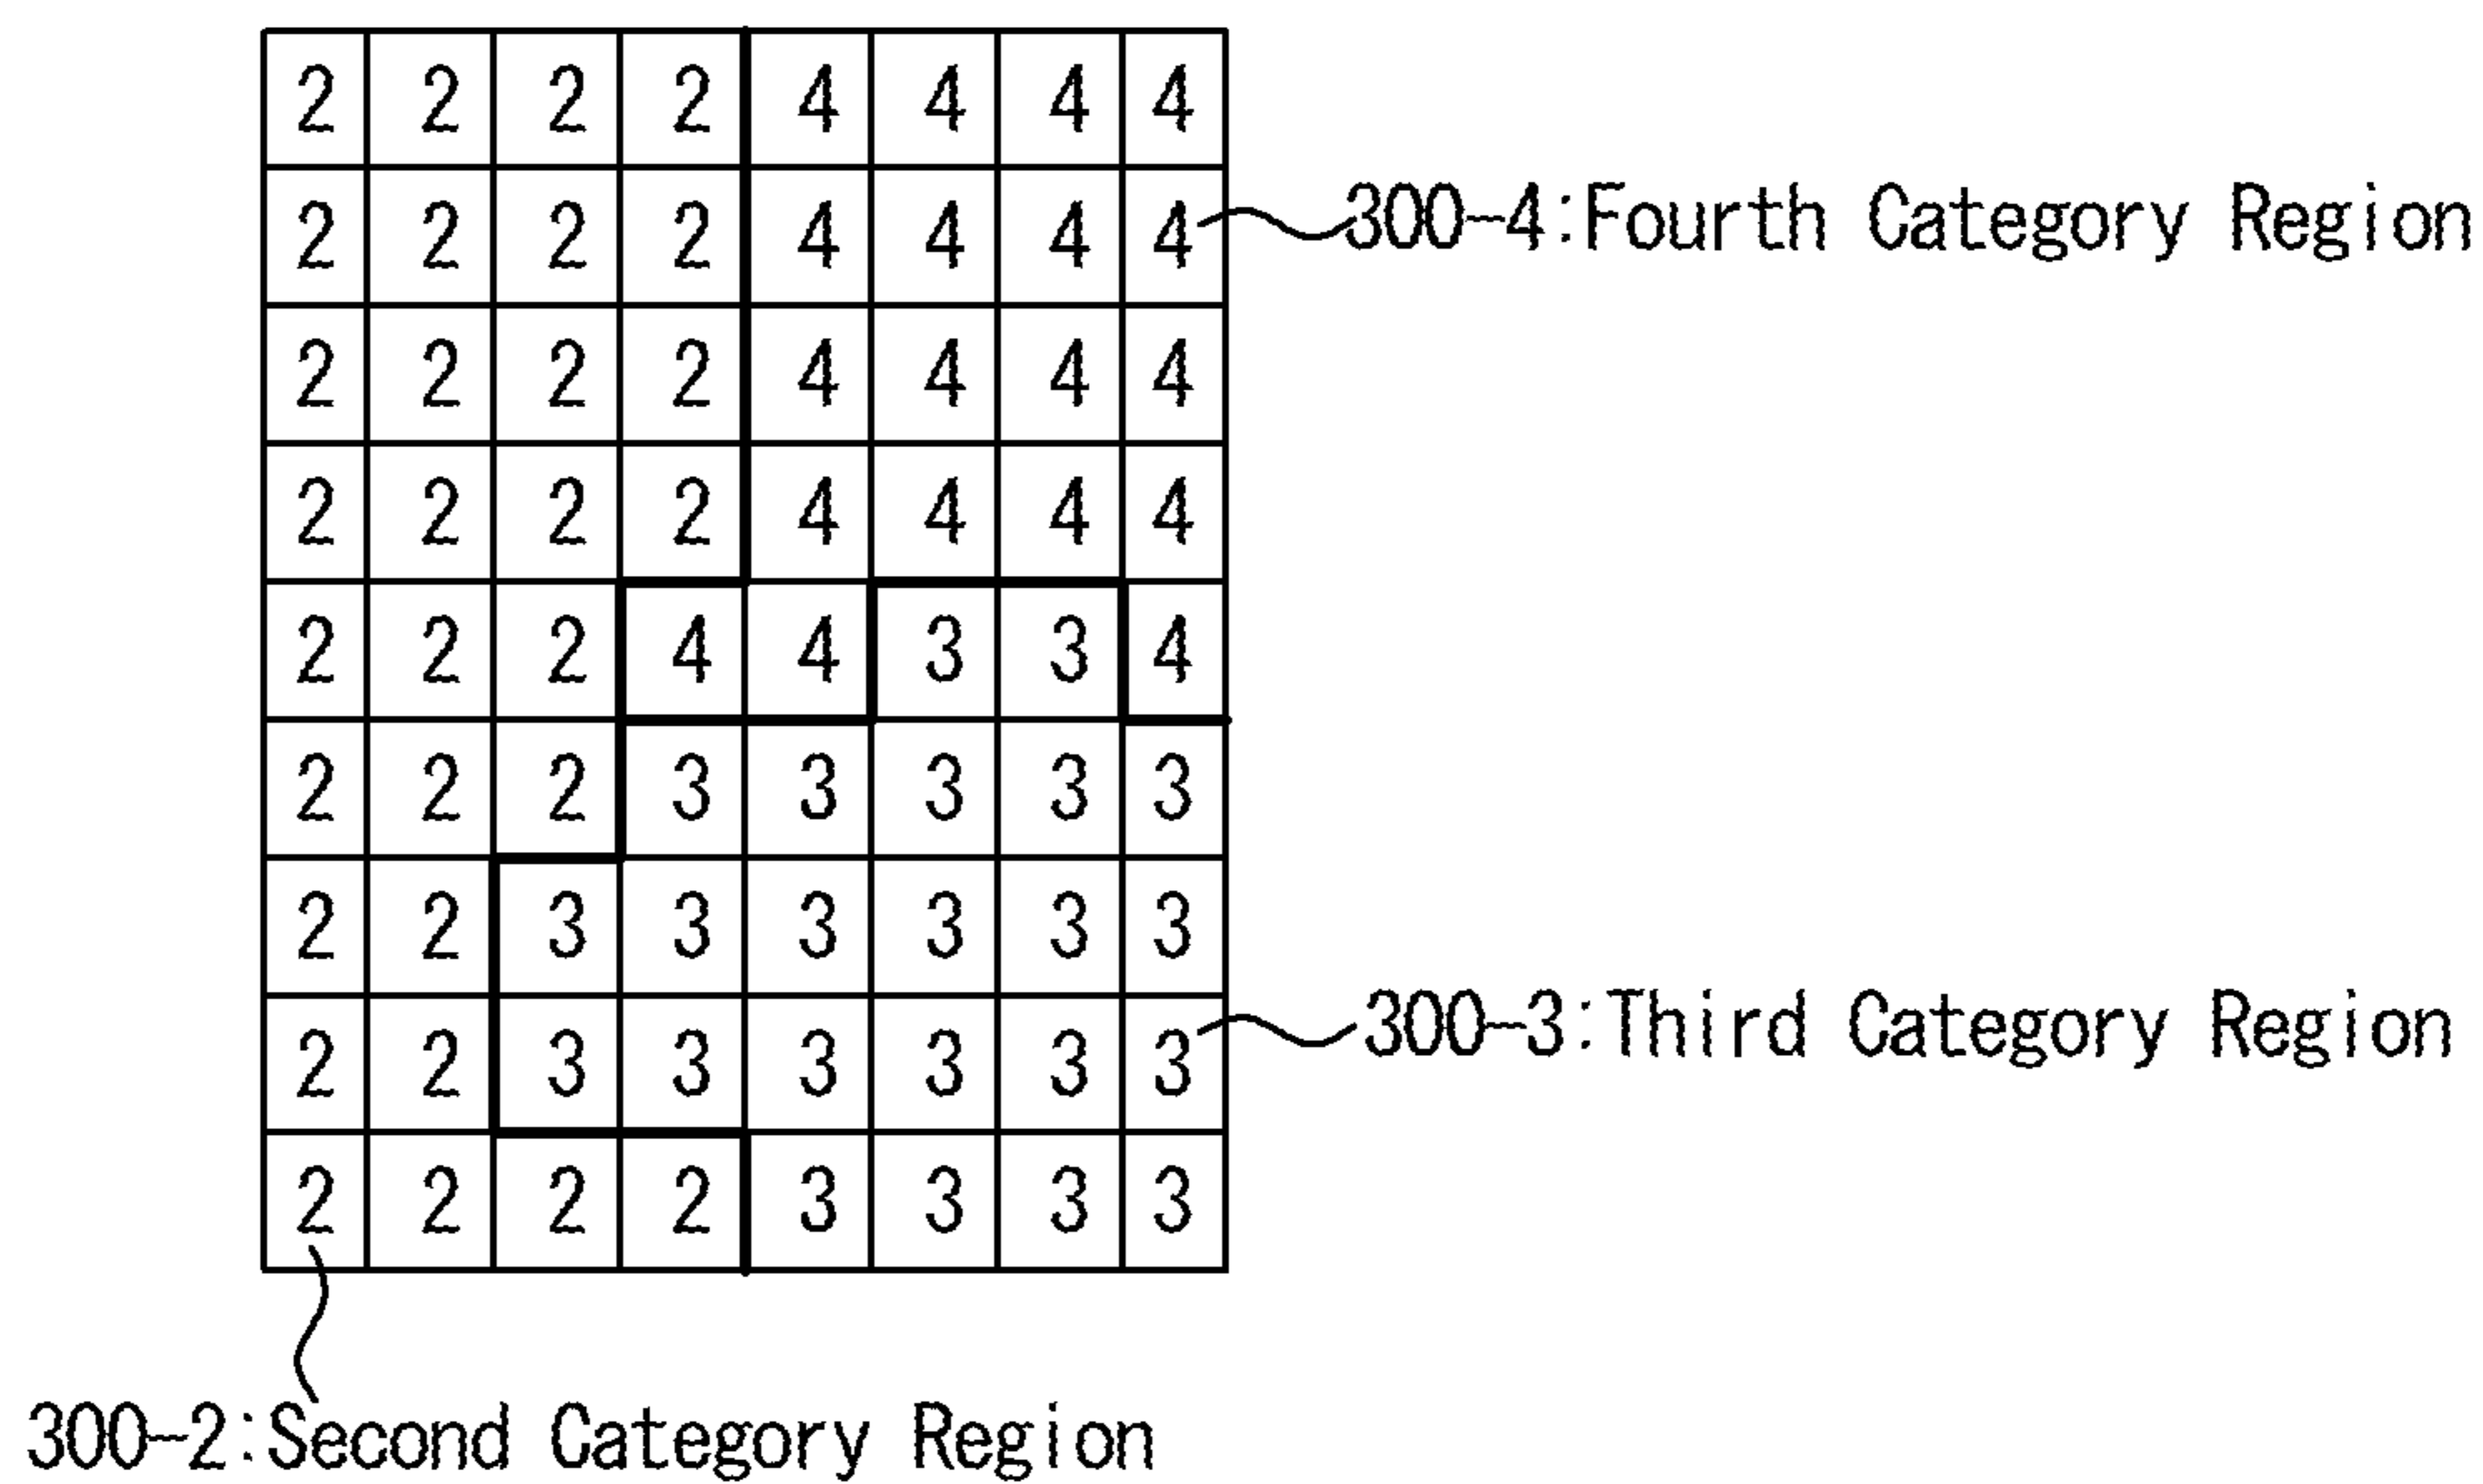 2 2 2 2 4 4 4 4
2 2 2 2 4 4 4 4
300-4:Fourth Category Region
2 2 2 2 4 4 4 4
2 2 2 2 4 4 4 4
2 2 2 4 4 3 3 4
2 2 2 3 3 3 3 3
2 2 3 3 3 3 3 3
2 2 3 3 3 3 3 3
300-3:Third Category Region
2 2 2 2 3 3 3 3
300-2:Second Category Region